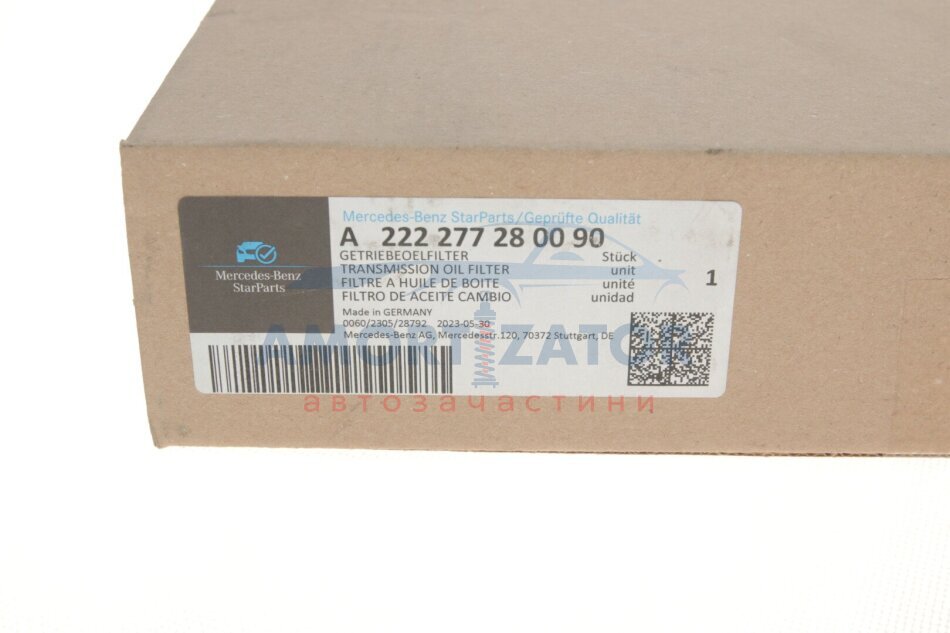 Mercedes-Benz StarParts/Geprüfte Qualität
A 222 277 28 00 90
GETRIEBEOELFILTER Stück
TRANSMISSION OIL FILTER unit
FILTRE A HUILE DE BOITE unité
FILTRO DE ACEITE CAMBIO unidad
1
Made in GERMANY
0060/2305/28792 2023-05-30
Mercedes-Benz AG, Mercedesstr.120, 70372 Stuttgart, DE
Mercedes-Benz
StarParts
AMORTIZATOR
автозачастини